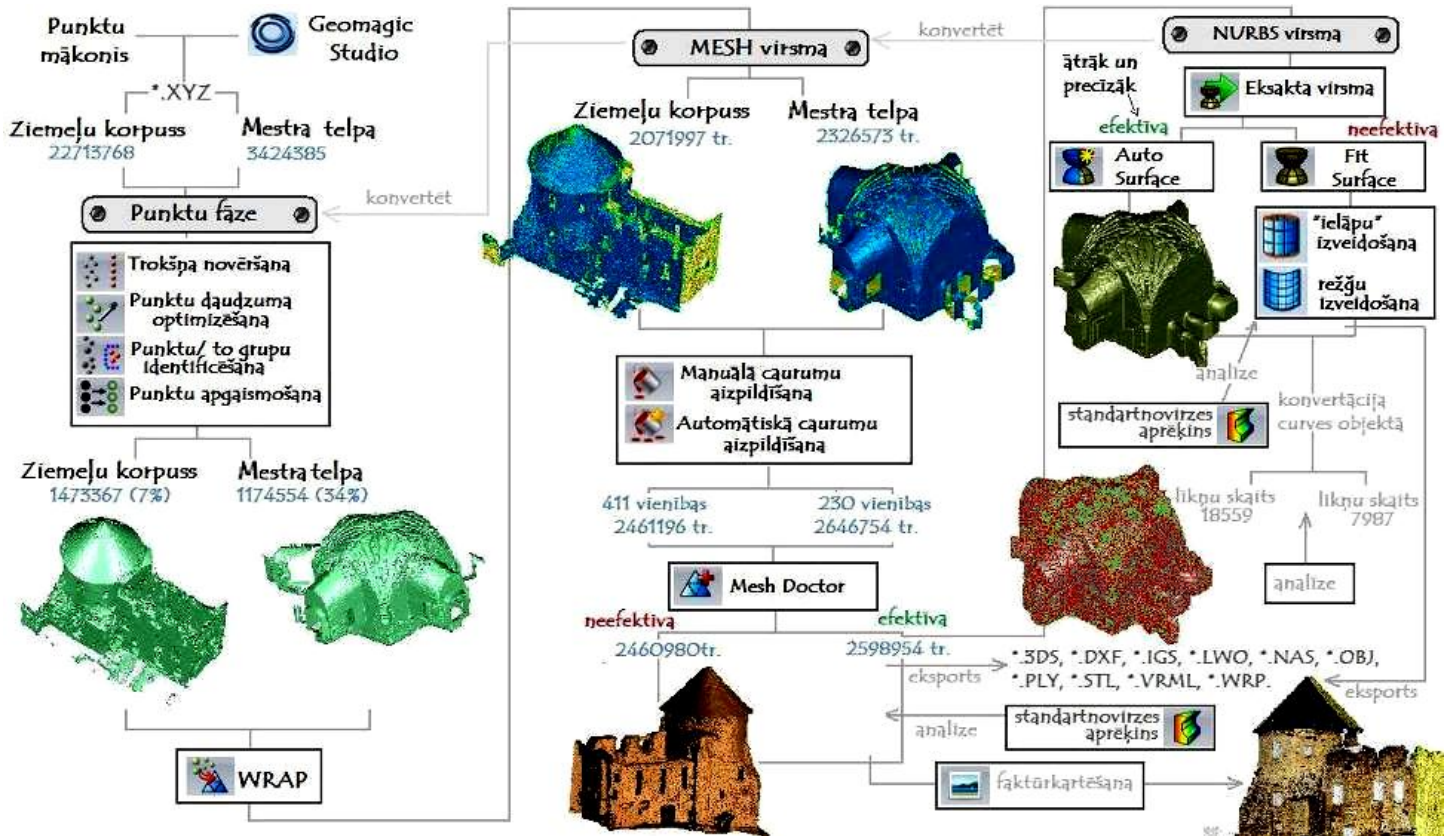 Punktu
mākonis
Geomagic
Studio
*.XYZ
Ziemeļu korpuss
22713768
Mestra telpa
3424385
Punktu fāze
Trokšņa novēršana
Punktu daudzuma
optimizēšana
Punktu/ to grupu
identificēšana
Punktu apgaismošana
Ziemeļu korpuss
1473367 (7%)
Mestra telpa
1174554 (34%)
WRAP
konvertēt
MESH virsma
Ziemeļu korpuss
2071997 tr.
Mestra telpa
2326573 tr.
Manuālā caurumu
aizpildīšana
Automātiskā caurumu
aizpildīšana
411 vienības
2461196 tr.
230 vienības
2646754 tr.
Mesh Doctor
neefektīva
2460980tr.
efektīva
2598954 tr.
eksports
*.3DS, *.DXF, *.IGS, *.LWO, *.NAS, *.OBJ,
*.PLY, *.STL, *.VRML, *.WRP.
analīze
standartnovirzes
aprēķins
faktūrkartēšana
konvertēt
NURBS virsma
Eksakta virsma
ātrāk un
precīzāk
efektīva
neefektīva
Auto
Surface
Fit
Surface
"ielāpu"
izveidošana
režģu
izveidošana
analīze
standartnovirzes
aprēķins
konvertācija
curves objektā
līkņu skaits
18559
līkņu skaits
7987
analīze
eksports